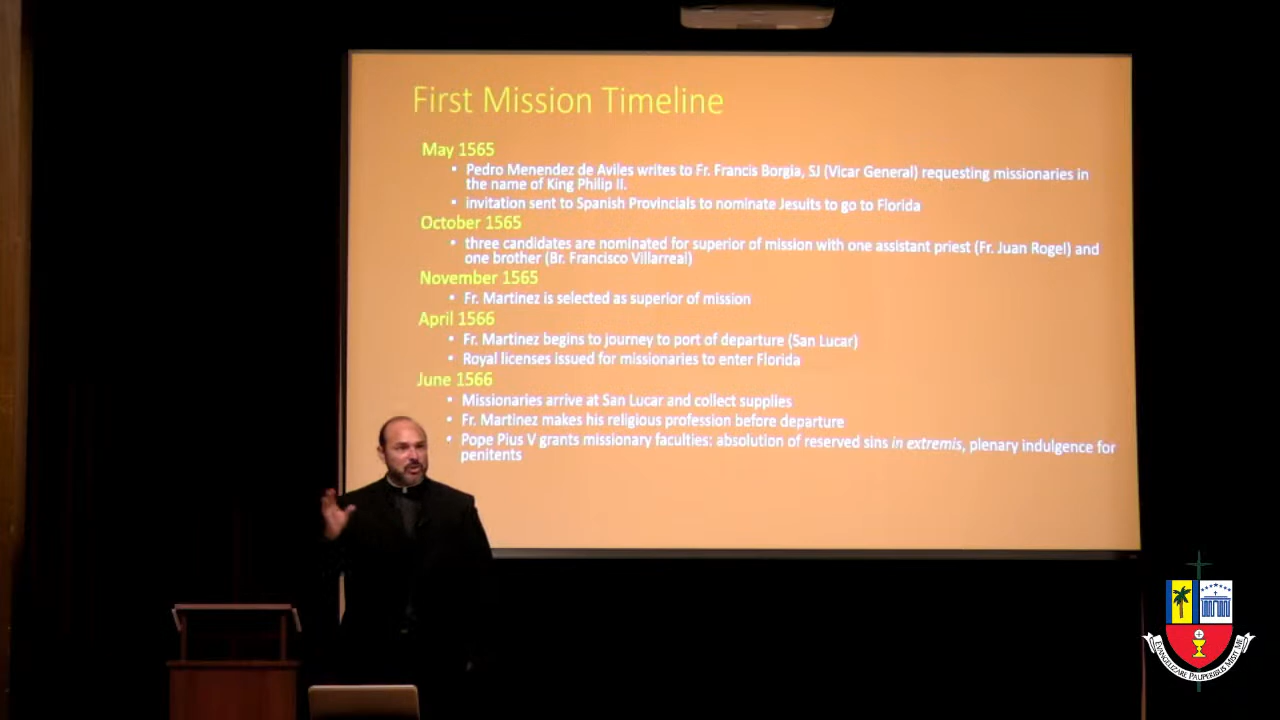 First Mission Timeline
May 1565
• Pedro Menendez de Aviles writes to Fr. Francis Borgia, SJ (Vicar General) requesting missionaries in
the name of King Philip II.
• invitation sent to Spanish Provincials to nominate Jesuits to go to Florida
October 1565
• three candidates are nominated for superior of mission with one assistant priest (Fr. Juan Rogel) and
one brother (Br. Francisco Villarreal)
November 1565
• Fr. Martinez is selected as superior of mission
April 1566
• Fr. Martinez begins to journey to port of departure (San Lucar)
• Royal licenses issued for missionaries to enter Florida
June 1566
• Missionaries arrive at San Lucar and collect supplies
• Fr. Martinez makes his religious profession before departure
• Pope Pius V grants missionary faculties: absolution of reserved sins in extremis, plenary indulgence for
penitents
Evangelizare Pauperibus Misit Me